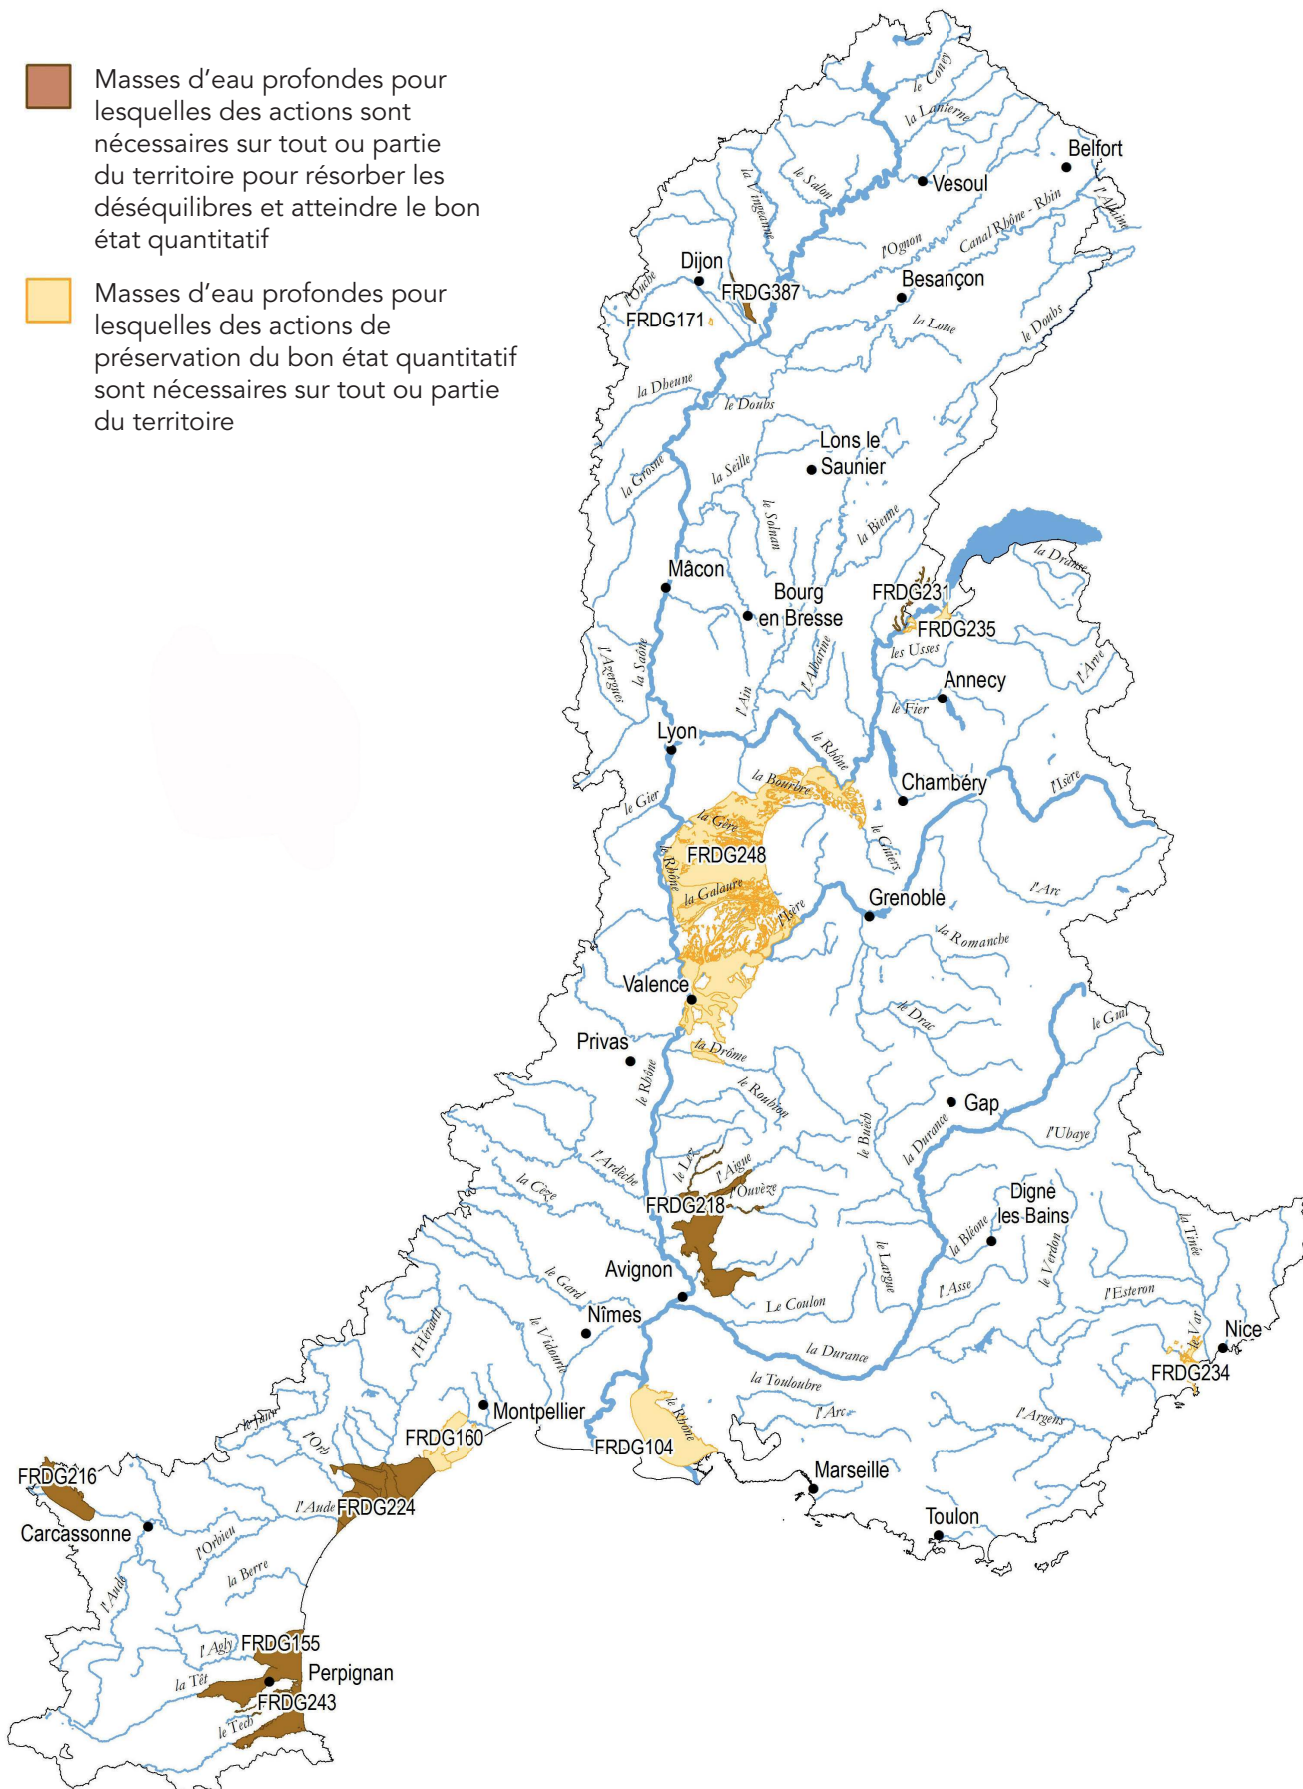 Masses d'eau profondes pour
lesquelles des actions sont
nécessaires sur tout ou partie
du territoire pour résorber les
déséquilibres et atteindre le bon
état quantitatif
Masses d'eau profondes pour
lesquelles des actions de
préservation du bon état quantitatif
sont nécessaires sur tout ou partie
du territoire
le Coney
la Lanterne
Belfort
le Salon
la Vingeanne
Vesoul
l'Allaine
l'Ognon
Canal Rhône - Rhin
Dijon
l'Ouche
FRDG387
Besançon
FRDG171
la Loue
le Doubs
la Dheune
le Doubs
Lons le
Saunier
la Grosne
la Seille
le Solnan
la Bienne
la Dranse
Mâcon
Bourg
en Bresse
FRDG231
FRDG235
les Usses
l'Azergues
la Saône
l'Albarine
l'Ain
l'Arve
Annecy
le Fier
Lyon
le Rhône
la Bourbre
Chambéry
l'Isère
le Gier
la Gère
le Guiers
FRDG248
le Rhône
la Galaure
l'Isère
Grenoble
l'Arc
la Romanche
Valence
le Drac
le Guil
Privas
la Drôme
le Rhône
le Roubion
Gap
le Buëch
la Durance
l'Ubaye
l'Ardèche
le Lez
l'Aigue
la Cèze
l'Ouvèze
FRDG218
Digne
les Bains
la Bléone
la Tinée
le Verdon
Avignon
le Largue
l'Asse
l'Esteron
le Gard
Le Coulon
Nîmes
le Vidourle
l'Hérault
le Var
Nice
la Durance
FRDG234
la Touloubre
le Rhône
l'Arc
l'Argens
Montpellier
le Jaur
l'Orb
FRDG160
FRDG104
Marseille
FRDG216
l'Aude
FRDG224
Toulon
Carcassonne
l'Orbieu
la Berre
l'Aude
l'Agly
FRDG155
la Têt
Perpignan
FRDG243
le Tech